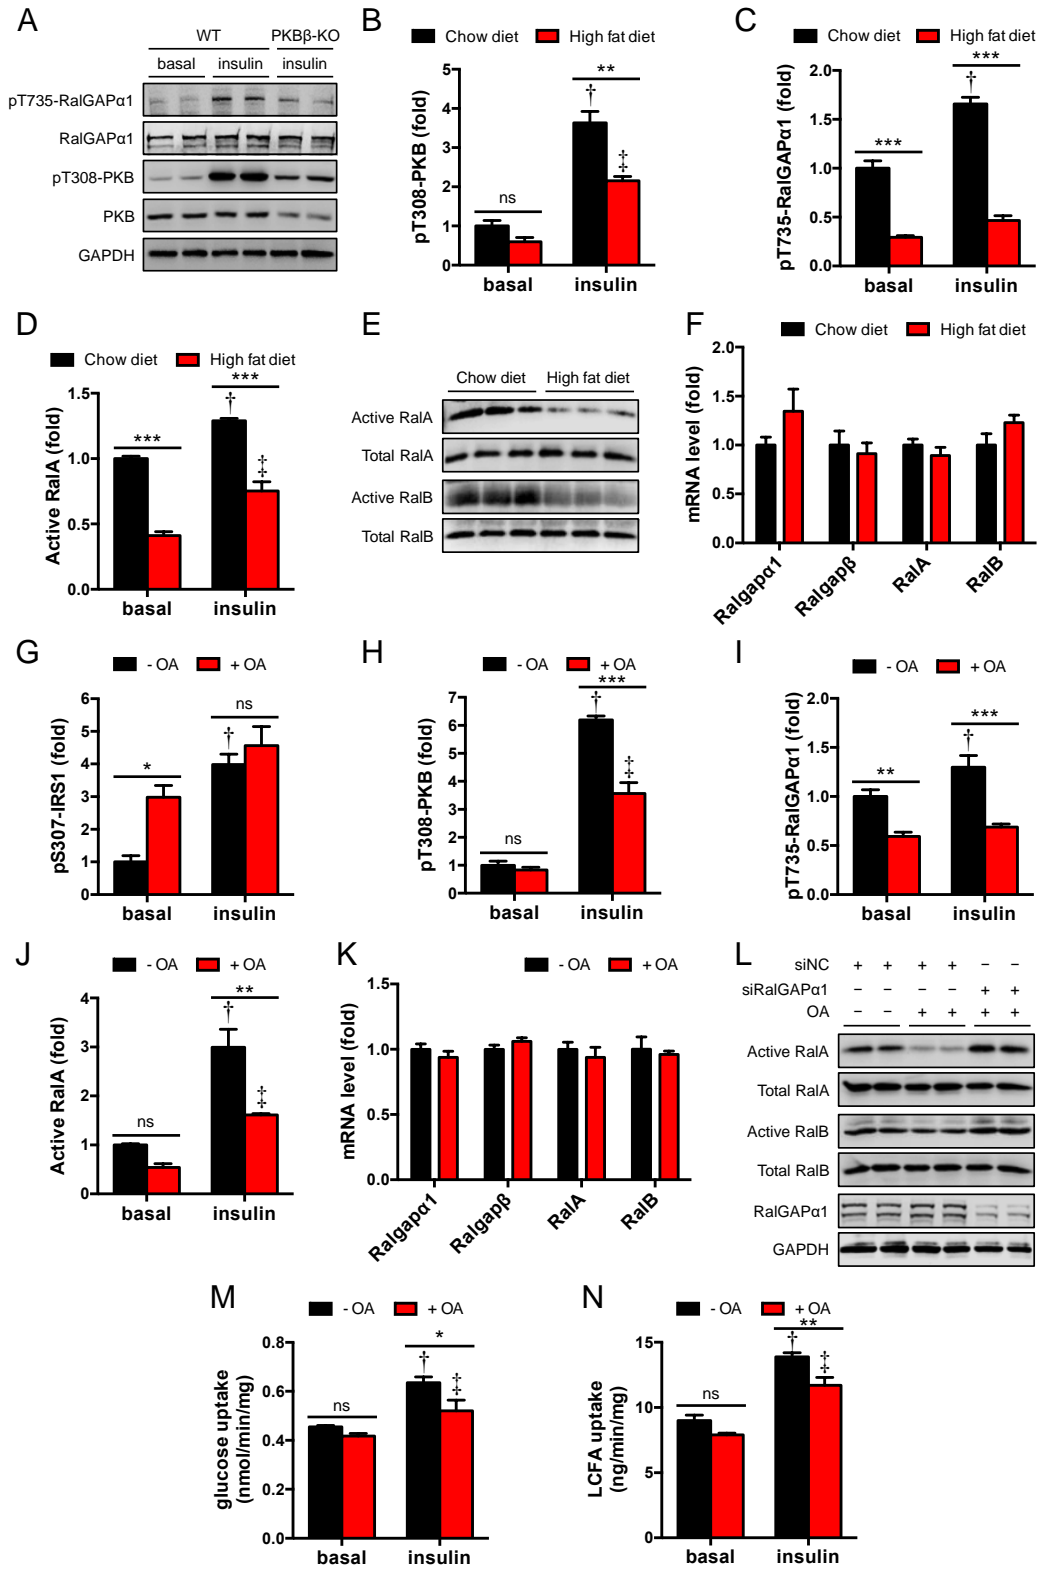 A
WT PKBβ-KO
basal insulin insulin
pT735-RalGAPα1
RalGAPα1
pT308-PKB
PKB
GAPDH
B
Chow diet High fat diet
pT308-PKB (fold)
5
4
3
2
1
0
ns
**
†
‡
basal insulin
C
Chow diet High fat diet
pT735-RalGAPα1 (fold)
2.0
1.5
1.0
0.5
0.0
***
***
†
basal insulin
D
Chow diet High fat diet
Active RalA (fold)
1.5
1.0
0.5
0.0
***
***
†
‡
basal insulin
E
Chow diet High fat diet
Active RalA
Total RalA
Active RalB
Total RalB
F
Chow diet High fat diet
mRNA level (fold)
2.0
1.5
1.0
0.5
0.0
Ralgapα1 Ralgapβ RalA RalB
G
- OA + OA
pS307-IRS1 (fold)
6
5
4
3
2
1
0
*
ns
†
basal insulin
H
- OA + OA
pT308-PKB (fold)
7
6
5
4
3
2
1
0
ns
***
†
‡
basal insulin
I
- OA + OA
pT735-RalGAPα1 (fold)
2.0
1.5
1.0
0.5
0.0
**
***
†
basal insulin
J
- OA + OA
Active RalA (fold)
4
3
2
1
0
ns
**
†
‡
basal insulin
K
- OA + OA
mRNA level (fold)
1.5
1.0
0.5
0.0
Ralgapα1 Ralgapβ RalA RalB
L
siNC + + + + − −
siRalGAPα1 − − − − + +
OA − − + + + +
Active RalA
Total RalA
Active RalB
Total RalB
RalGAPα1
GAPDH
M
- OA + OA
glucose uptake
(nmol/min/mg)
0.8
0.6
0.4
0.2
0.0
ns
*
†
‡
basal insulin
N
- OA + OA
LCFA uptake
(ng/min/mg)
15
10
5
0
ns
**
†
‡
basal insulin